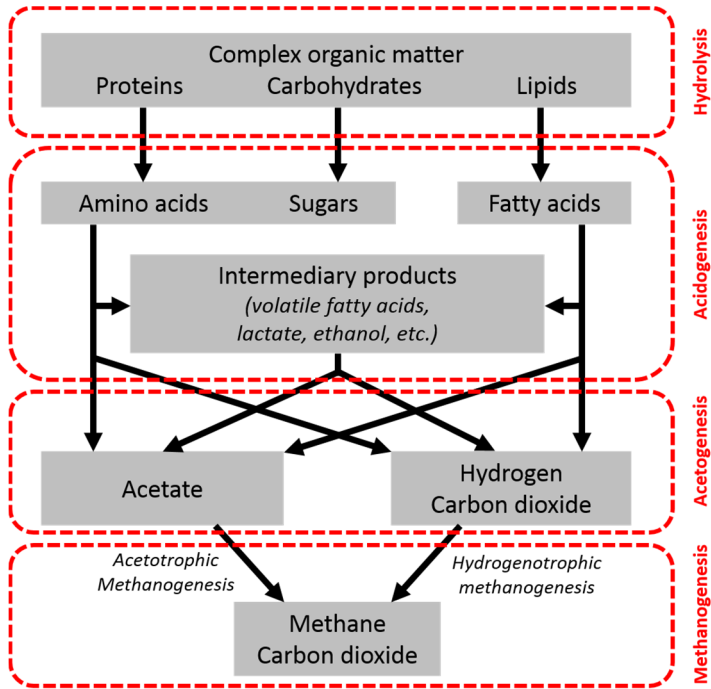 Complex organic matter
Proteins Carbohydrates Lipids
Hydrolysis
Amino acids Sugars Fatty acids
Intermediary products
(volatile fatty acids,
lactate, ethanol, etc.)
Acidogenesis
Acetate
Hydrogen
Carbon dioxide
Acetogenesis
Acetotrophic
Methanogenesis
Hydrogenotrophic
methanogenesis
Methane
Carbon dioxide
Methanogenesis